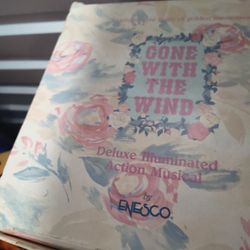 GONE
WITH
THE
WIND
Deluxe Illuminated
Action Musical
by
ENESCO.